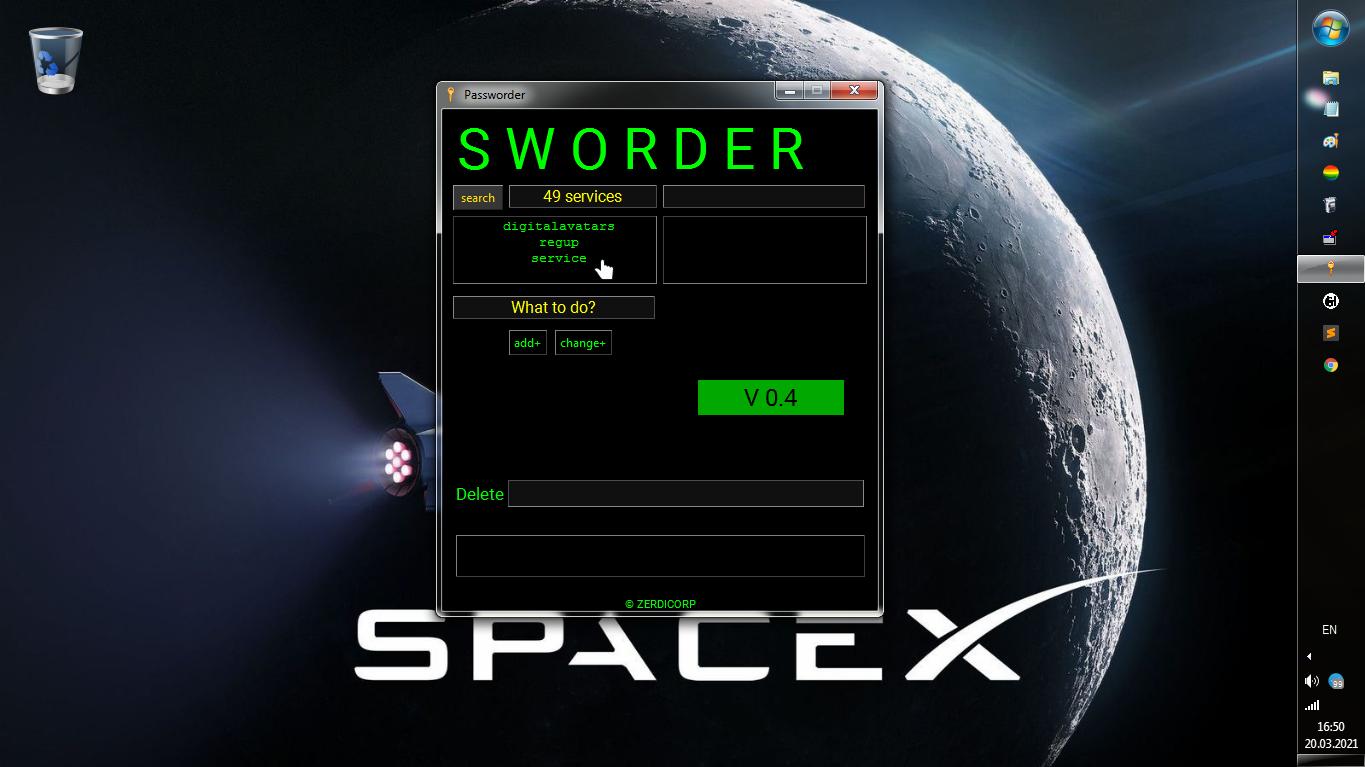 Passworder
SWORDER
search
49 services
digitalavatars
regup
service
What to do?
add+
change+
V 0.4
Delete
© ZERDICORP
SPACEX
EN
99
16:50
20.03.2021